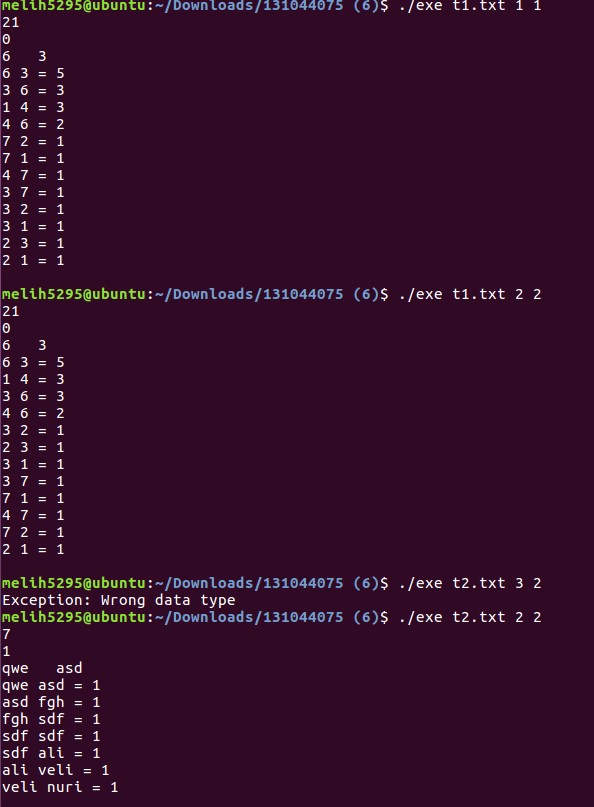 melih5295@ubuntu:~/Downloads/131044075 (6)$ ./exe t1.txt 1 1
21
0
6   3
6 3 = 5
3 6 = 3
1 4 = 3
4 6 = 2
7 2 = 1
7 1 = 1
4 7 = 1
3 7 = 1
3 2 = 1
3 1 = 1
2 3 = 1
2 1 = 1
melih5295@ubuntu:~/Downloads/131044075 (6)$ ./exe t1.txt 2 2
21
0
6   3
6 3 = 5
1 4 = 3
3 6 = 3
4 6 = 2
3 2 = 1
2 3 = 1
3 1 = 1
3 7 = 1
7 1 = 1
4 7 = 1
7 2 = 1
2 1 = 1
melih5295@ubuntu:~/Downloads/131044075 (6)$ ./exe t2.txt 3 2
Exception: Wrong data type
melih5295@ubuntu:~/Downloads/131044075 (6)$ ./exe t2.txt 2 2
7
1
qwe   asd
qwe asd = 1
asd fgh = 1
fgh sdf = 1
sdf sdf = 1
sdf ali = 1
ali veli = 1
veli nuri = 1